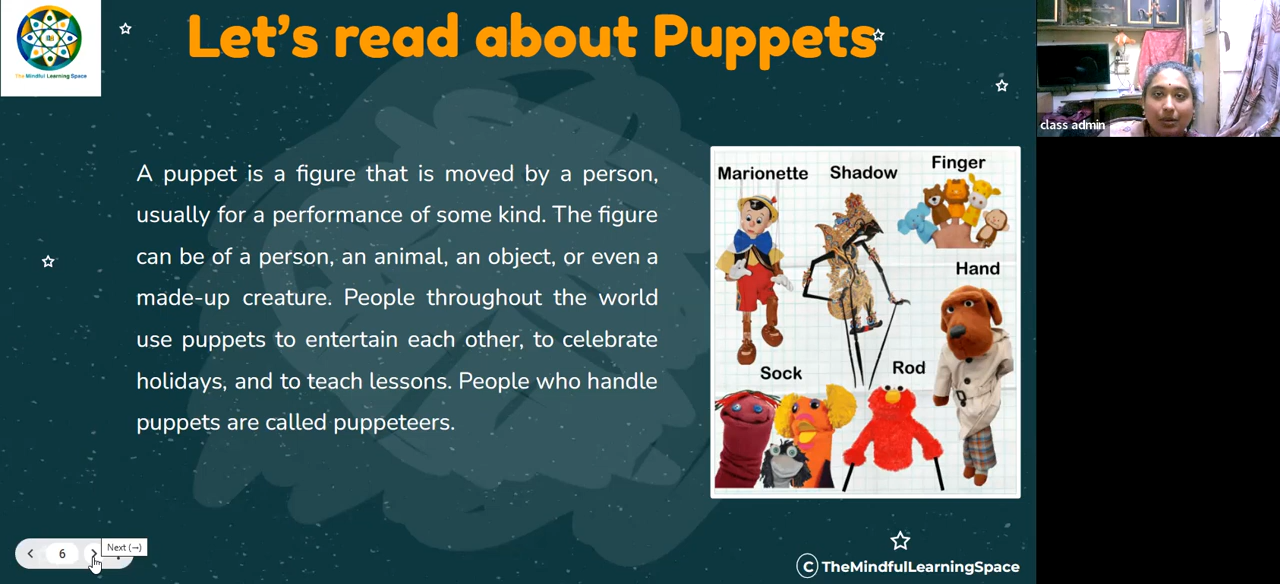 Let's read about Puppets
The Mindful Learning Space
class admin
A puppet is a figure that is moved by a person,
usually for a performance of some kind. The figure
can be of a person, an animal, an object, or even a
made-up creature. People throughout the world
use puppets to entertain each other, to celebrate
holidays, and to teach lessons. People who handle
puppets are called puppeteers.
Marionette
Shadow
Finger
Hand
Sock
Rod
6
Next (→)
© TheMindfulLearningSpace